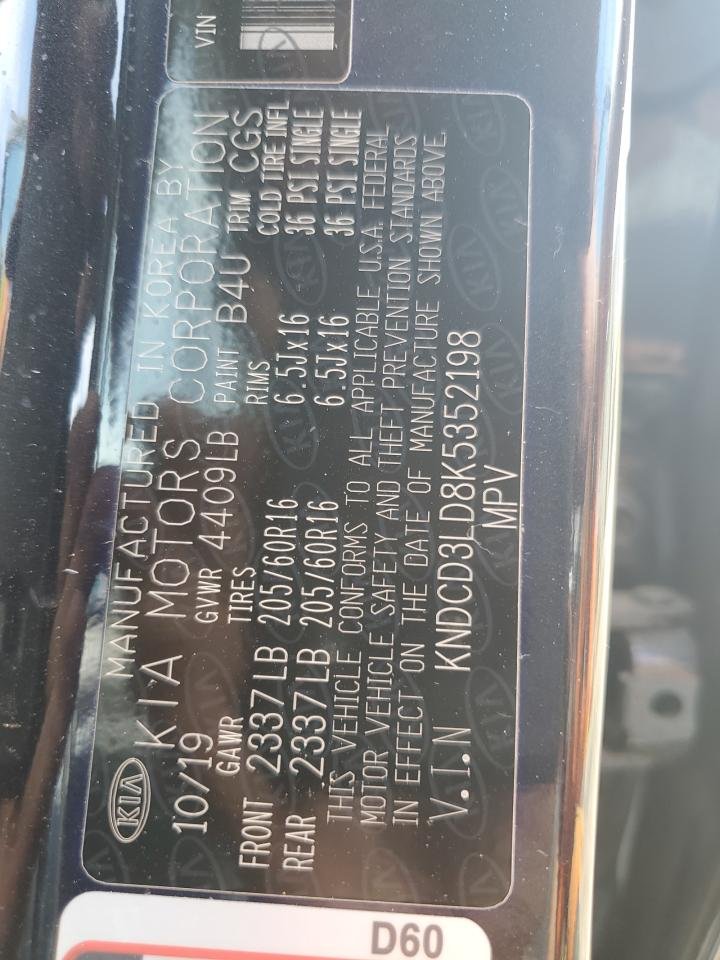 VIN
MANUFACTURED IN KOREA BY
KIA KIA MOTORS CORPORATION
10/19 GVWR 4409LB PAINT B4U TRIM CGS
GAWR TIRES RIMS COLD TIRE INFL
FRONT 2337LB 205/60R16 6.5Jx16 36 PSI SINGLE
REAR 2337LB 205/60R16 6.5Jx16 36 PSI SINGLE
THIS VEHICLE CONFORMS TO ALL APPLICABLE U.S.A. FEDERAL
MOTOR VEHICLE SAFETY AND THEFT PREVENTION STANDARDS
IN EFFECT ON THE DATE OF MANUFACTURE SHOWN ABOVE.
V.I.N KNDCD3LD8K5352198
MPV
D60